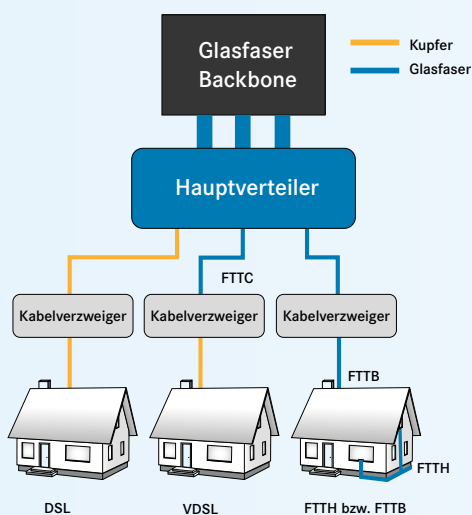 Glasfaser
Backbone
Kupfer
Glasfaser
Hauptverteiler
FTTC
Kabelverzweiger
Kabelverzweiger
Kabelverzweiger
FTTB
FTTH
DSL
VDSL
FTTH bzw. FTTB